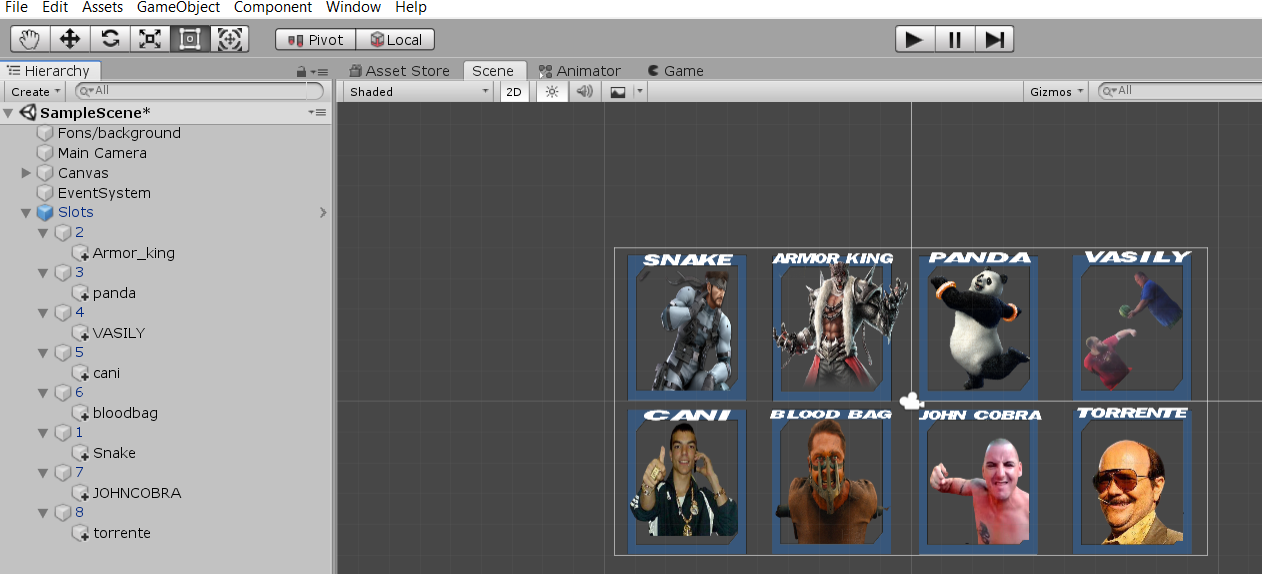 File Edit Assets GameObject Component Window Help
Pivot Local
Hierarchy Asset Store Scene Animator Game
Create All Shaded 2D Gizmos All
SampleScene*
Fons/background
Main Camera
Canvas
EventSystem
Slots
2
Armor_king
3
panda
4
VASILY
5
cani
6
bloodbag
1
Snake
7
JOHNCOBRA
8
torrente
SNAKE ARMOR KING PANDA VASILY
CANI BLOOD BAG JOHN COBRA TORRENTE